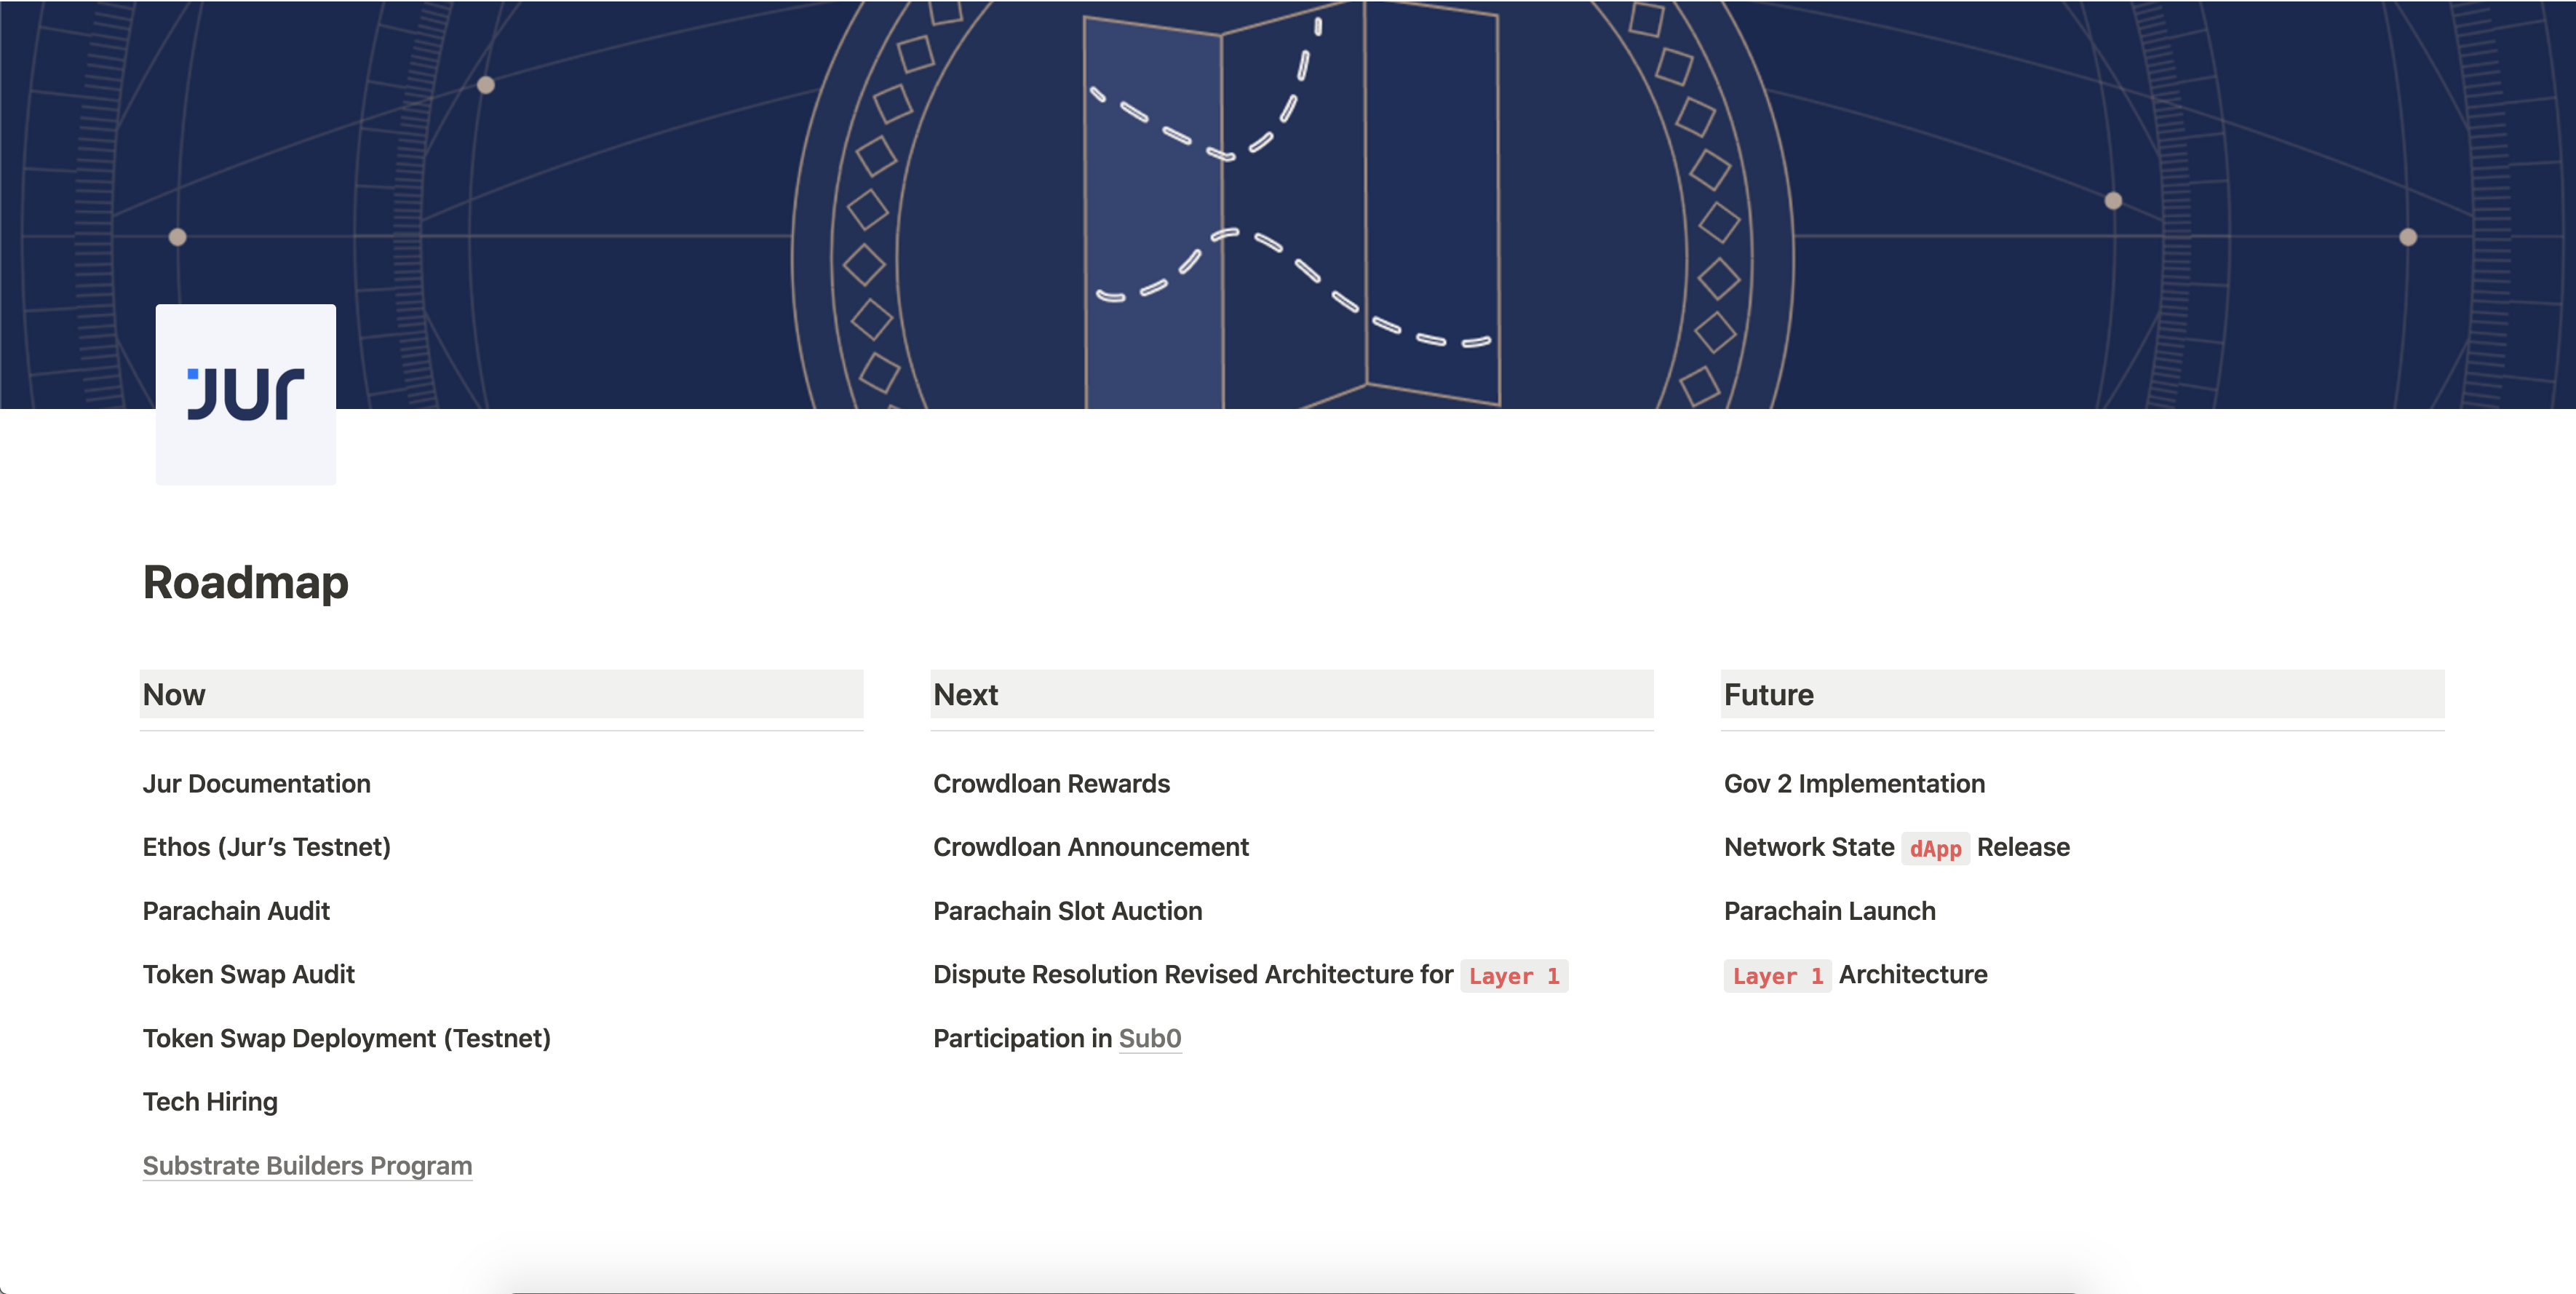 Jur
Roadmap
Now
Jur Documentation
Ethos (Jur’s Testnet)
Parachain Audit
Token Swap Audit
Token Swap Deployment (Testnet)
Tech Hiring
Substrate Builders Program
Next
Crowdloan Rewards
Crowdloan Announcement
Parachain Slot Auction
Dispute Resolution Revised Architecture for Layer 1
Participation in Sub0
Future
Gov 2 Implementation
Network State dApp Release
Parachain Launch
Layer 1 Architecture